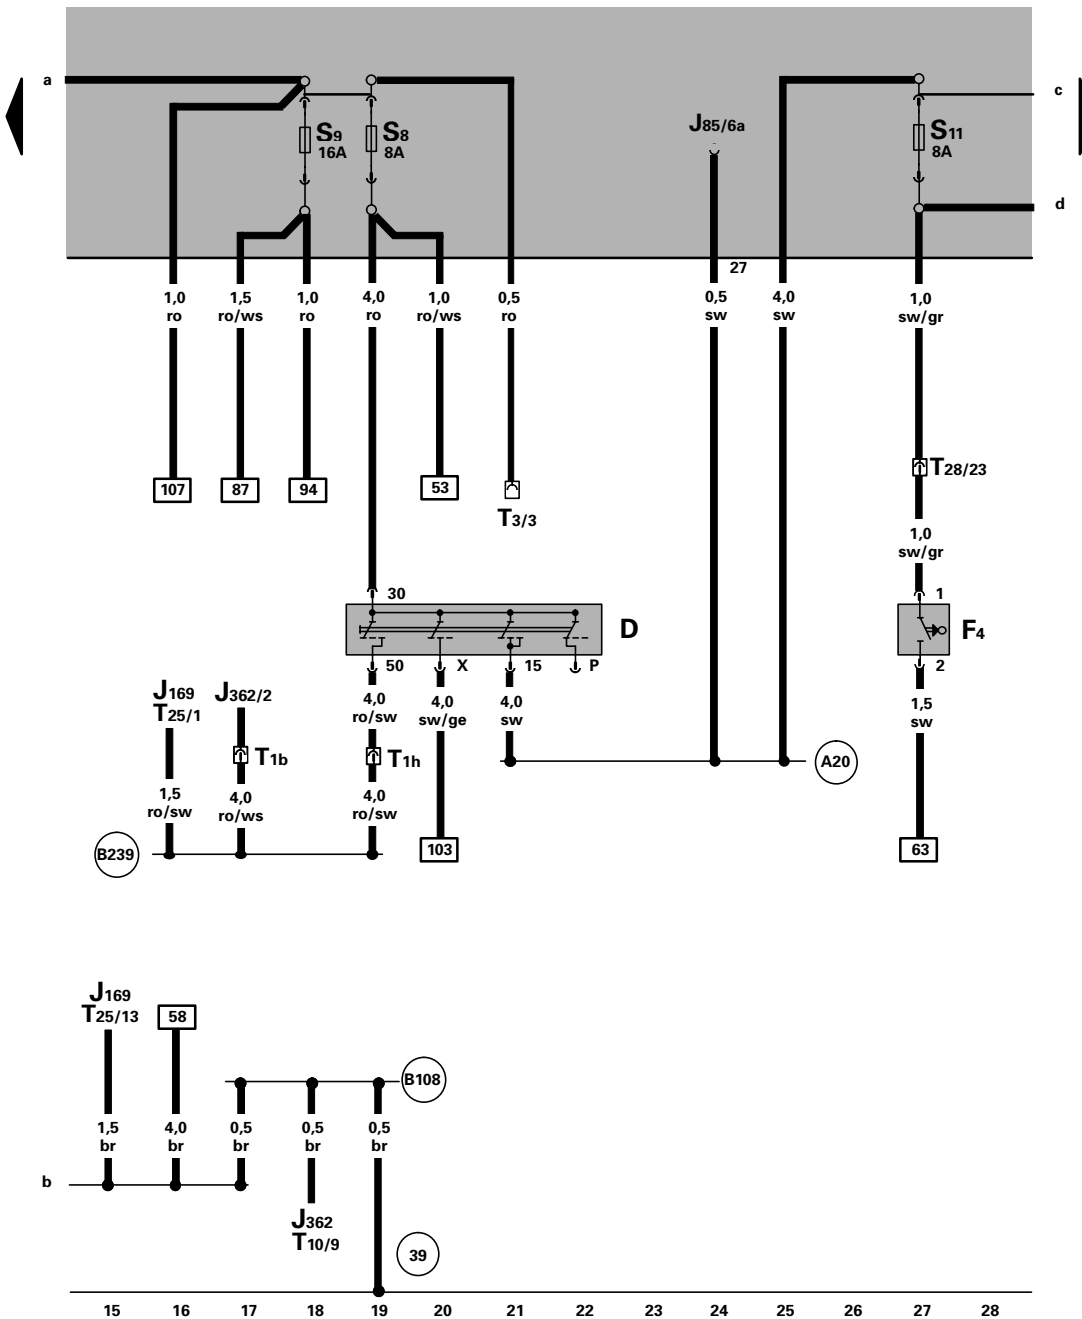 a
c
S9
16A
S8
8A
J85/6a
S11
8A
d
27
1,0
ro
1,5
ro/ws
1,0
ro
4,0
ro
1,0
ro/ws
0,5
ro
0,5
sw
4,0
sw
1,0
sw/gr
T28/23
107
87
94
53
T3/3
1,0
sw/gr
30
1
D
F4
50
X
15
P
2
J169
T25/1
J362/2
4,0
ro/sw
4,0
sw/ge
4,0
sw
1,5
sw
T1b
T1h
A20
1,5
ro/sw
4,0
ro/ws
4,0
ro/sw
B239
103
63
J169
T25/13
58
B108
1,5
br
4,0
br
0,5
br
0,5
br
0,5
br
b
J362
T10/9
39
15 16 17 18 19 20 21 22 23 24 25 26 27 28